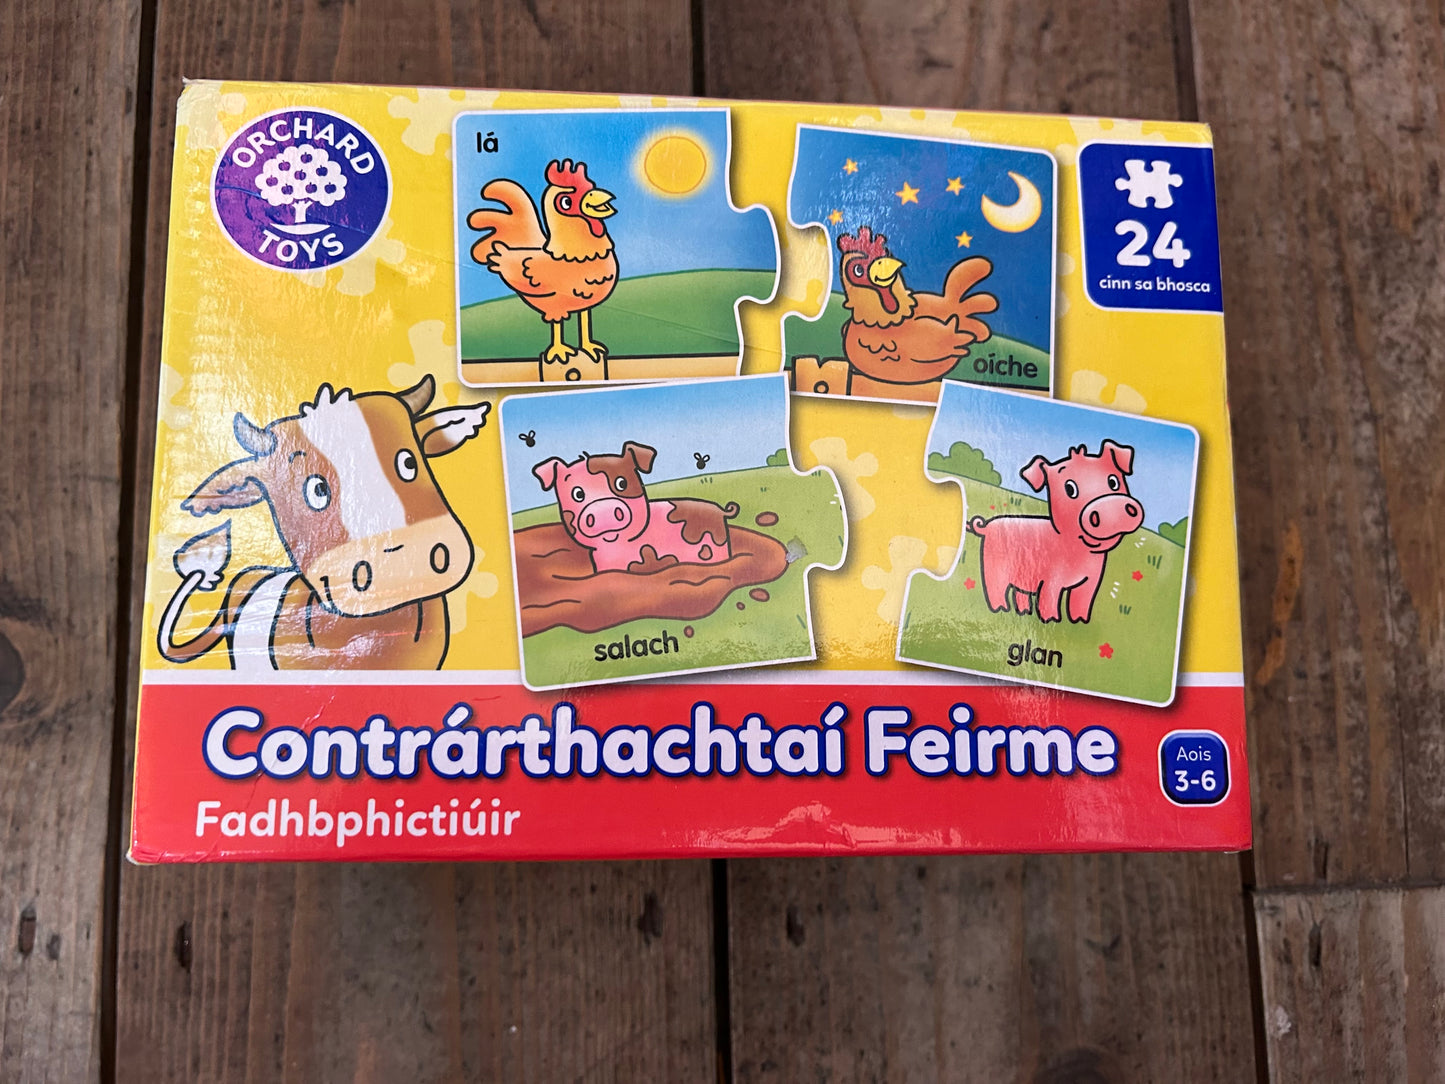 ORCHARD
TOYS
lá
oíche
24
cinn sa bhosca
salach
glan
Contrárthachtaí Feirme
Fadhbphictiúir
Aois
3-6